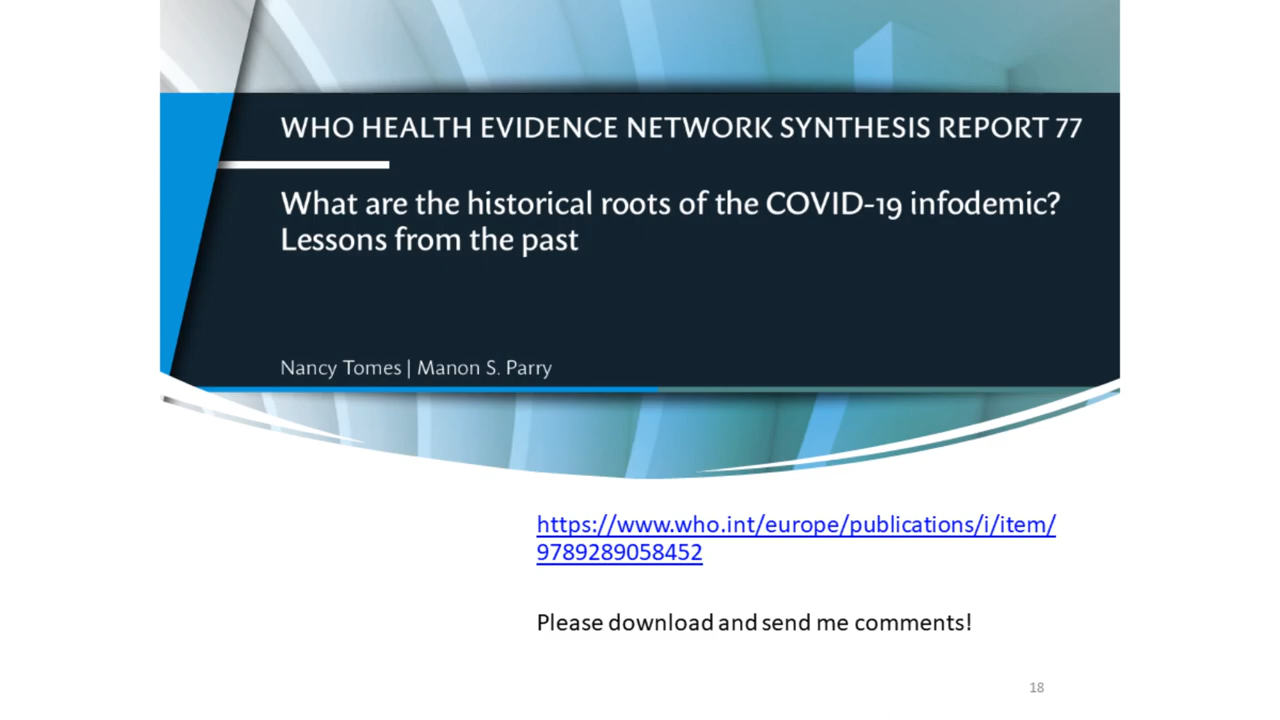 WHO HEALTH EVIDENCE NETWORK SYNTHESIS REPORT 77
What are the historical roots of the COVID-19 infodemic?
Lessons from the past
Nancy Tomes | Manon S. Parry
https://www.who.int/europe/publications/i/item/
9789289058452
Please download and send me comments!
18